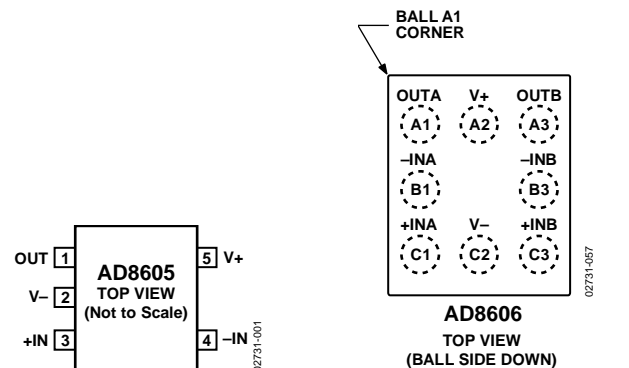 BALL A1
CORNER
OUTA V+ OUTB
A1 A2 A3
–INA –INB
B1 B3
+INA V– +INB
C1 C2 C3
02731-057
AD8606
TOP VIEW
(BALL SIDE DOWN)
OUT 1 5 V+
AD8605
TOP VIEW
(Not to Scale)
V– 2
+IN 3 4 –IN
02731-001